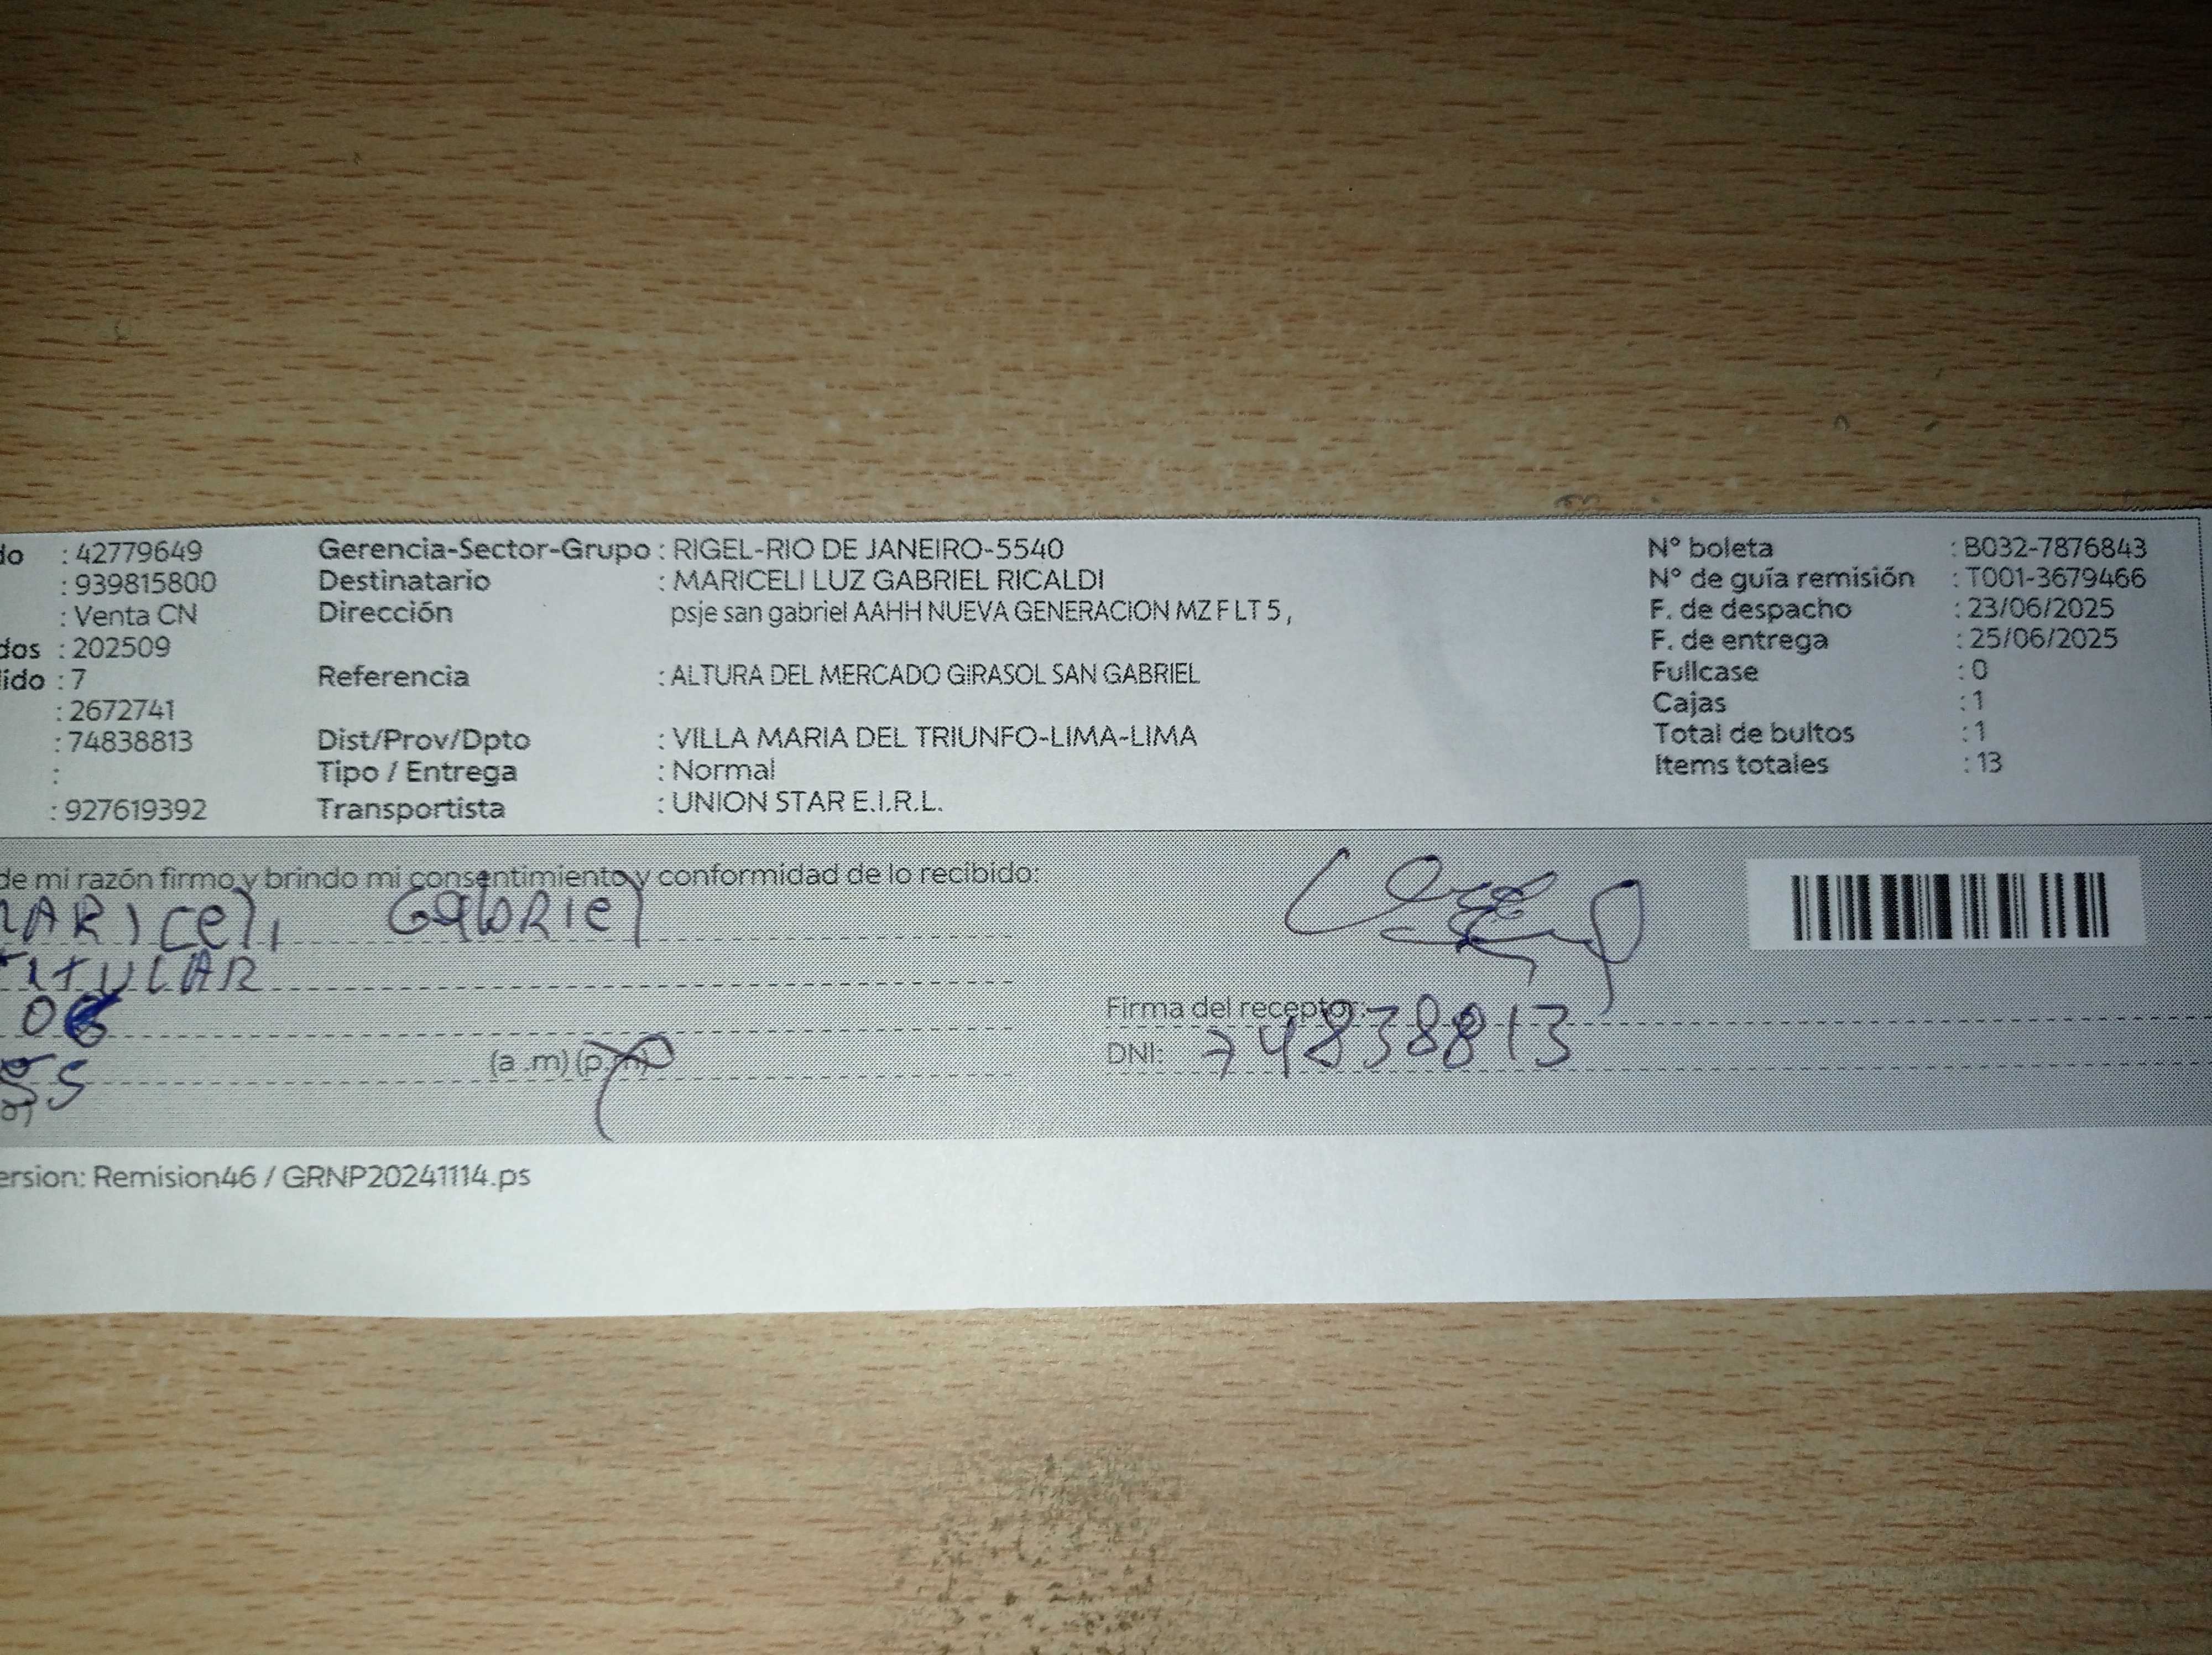 do : 42779649 Gerencia-Sector-Grupo : RIGEL-RIO DE JANEIRO-5540 N° boleta : B032-7876843
: 939815800 Destinatario : MARICELI LUZ GABRIEL RICALDI N° de guía remisión : T001-3679466
: Venta CN Dirección psje san gabriel AAHH NUEVA GENERACION MZ F LT 5 , F. de despacho : 23/06/2025
dos : 202509 F. de entrega : 25/06/2025
lido : 7 Referencia : ALTURA DEL MERCADO GIRASOL SAN GABRIEL Fullcase : 0
: 2672741 Cajas : 1
: 74838813 Dist/Prov/Dpto : VILLA MARIA DEL TRIUNFO-LIMA-LIMA Total de bultos : 1
: Tipo / Entrega : Normal Items totales : 13
: 927619392 Transportista : UNION STAR E.I.R.L.
de mi razón firmo y brindo mi consentimiento y conformidad de lo recibido:
MARICeli GabRiel
TITULAR
Firma del receptor:
(a .m) (p.m) DNI: 74838813
ersion: Remision46 / GRNP20241114.ps